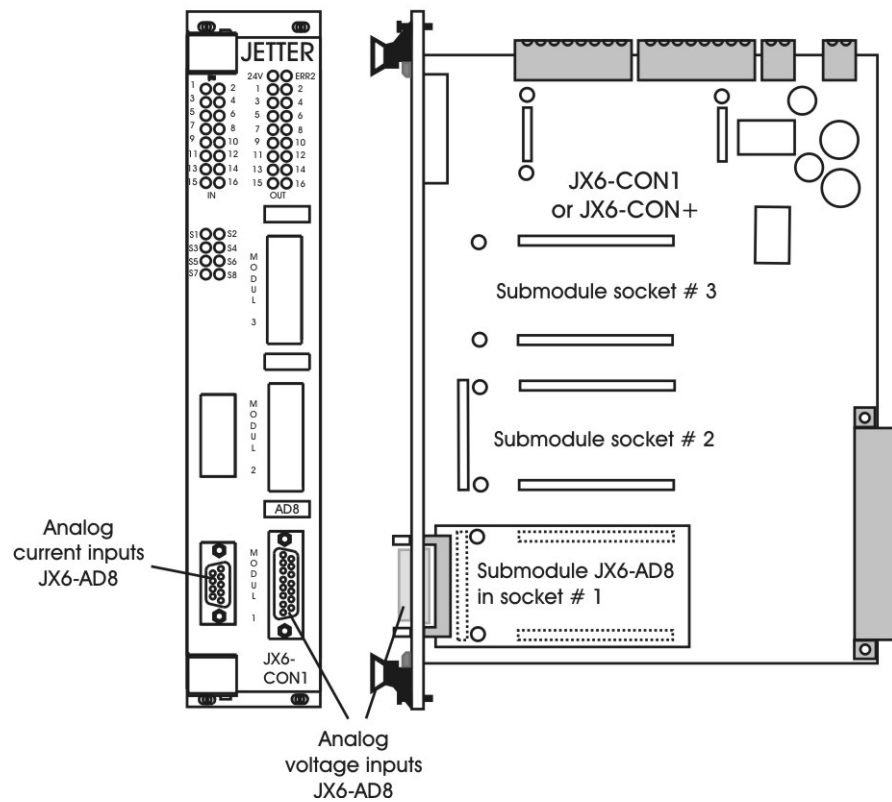 JETTER
IN
24V ERR2
1 2 1 2
3 4 3 4
5 6 5 6
7 8 7 8
9 10 9 10
11 12 11 12
13 14 13 14
15 16 15 16
IN OUT
S1 S2
S3 S4
S5 S6
S7 S8
MODUL 3
MODUL 2
AD8
MODUL 1
JX6-
CON1
Analog
current inputs
JX6-AD8
Analog
voltage inputs
JX6-AD8
JX6-CON1
or JX6-CON+
Submodule socket # 3
Submodule socket # 2
Submodule JX6-AD8
in socket # 1